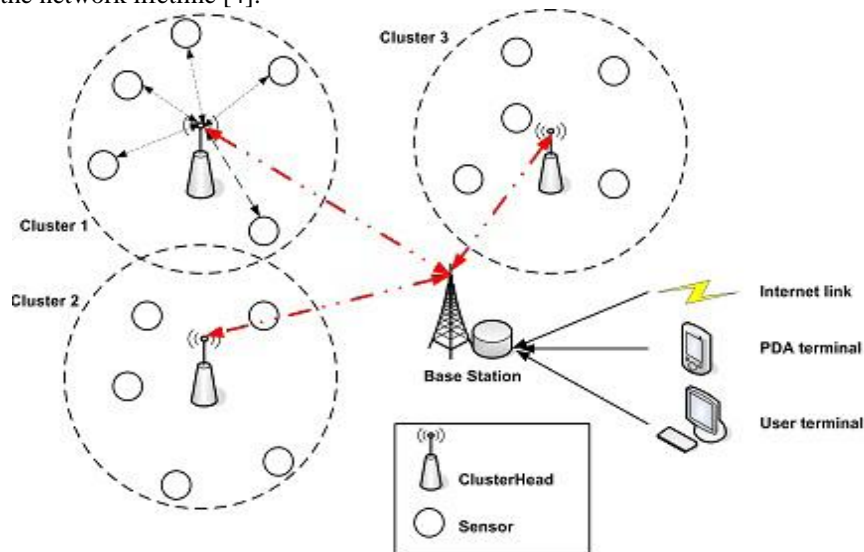 the network lifetime [4].
Cluster 3
Cluster 1
Cluster 2
Internet link
PDA terminal
Base Station
User terminal
ClusterHead
Sensor